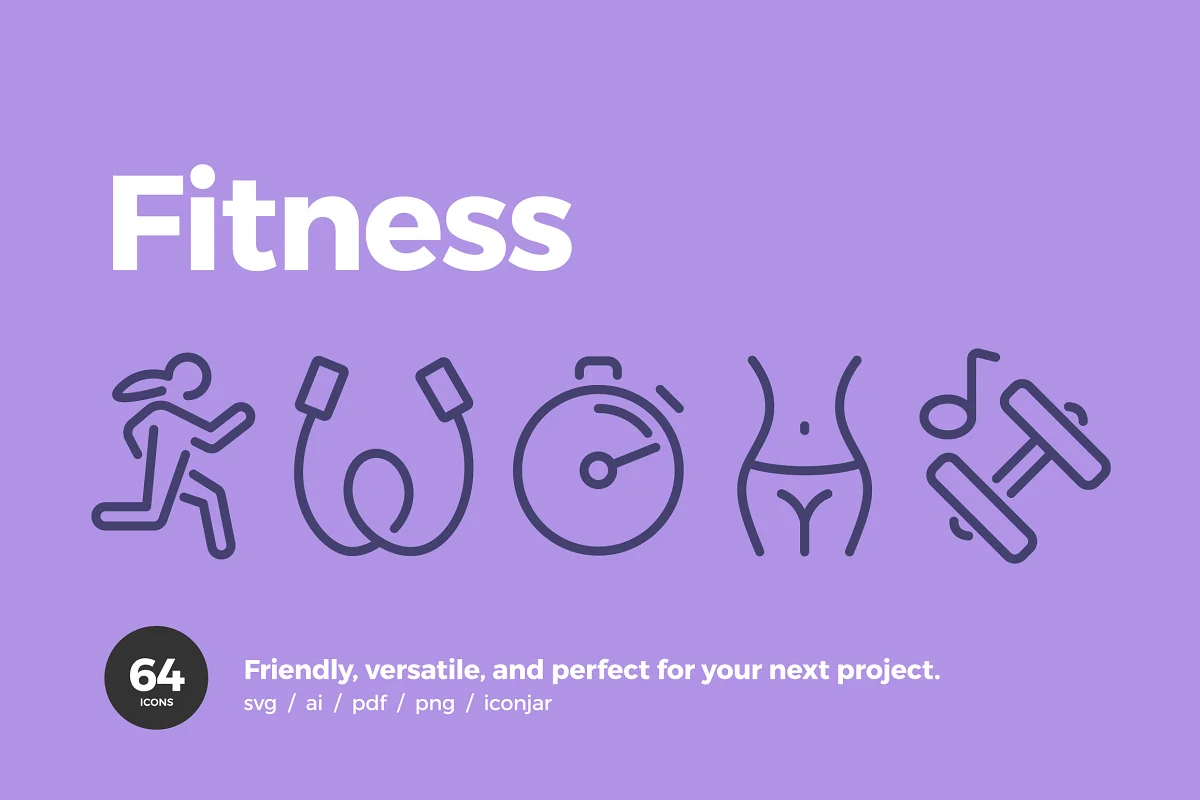 Fitness
64
ICONS
Friendly, versatile, and perfect for your next project.
svg / ai / pdf / png / iconjar